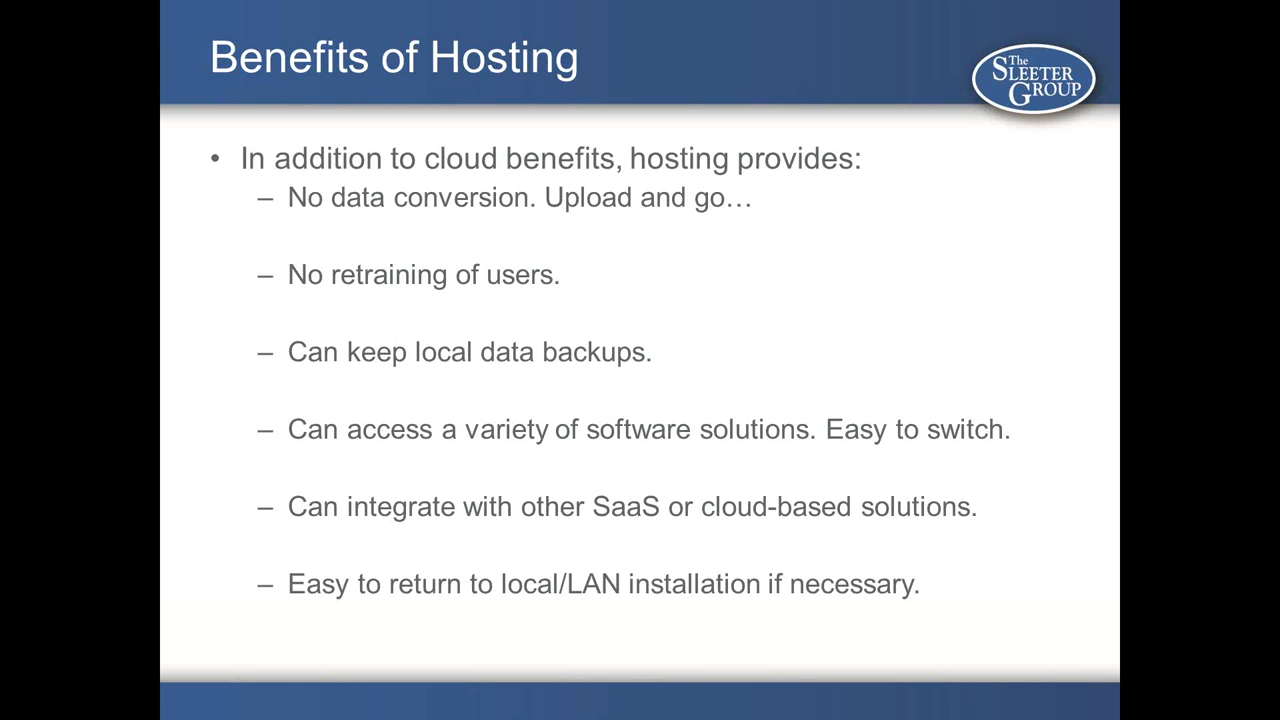 Benefits of Hosting
The
SLEETER
GROUP
• In addition to cloud benefits, hosting provides:
– No data conversion. Upload and go…
– No retraining of users.
– Can keep local data backups.
– Can access a variety of software solutions. Easy to switch.
– Can integrate with other SaaS or cloud-based solutions.
– Easy to return to local/LAN installation if necessary.